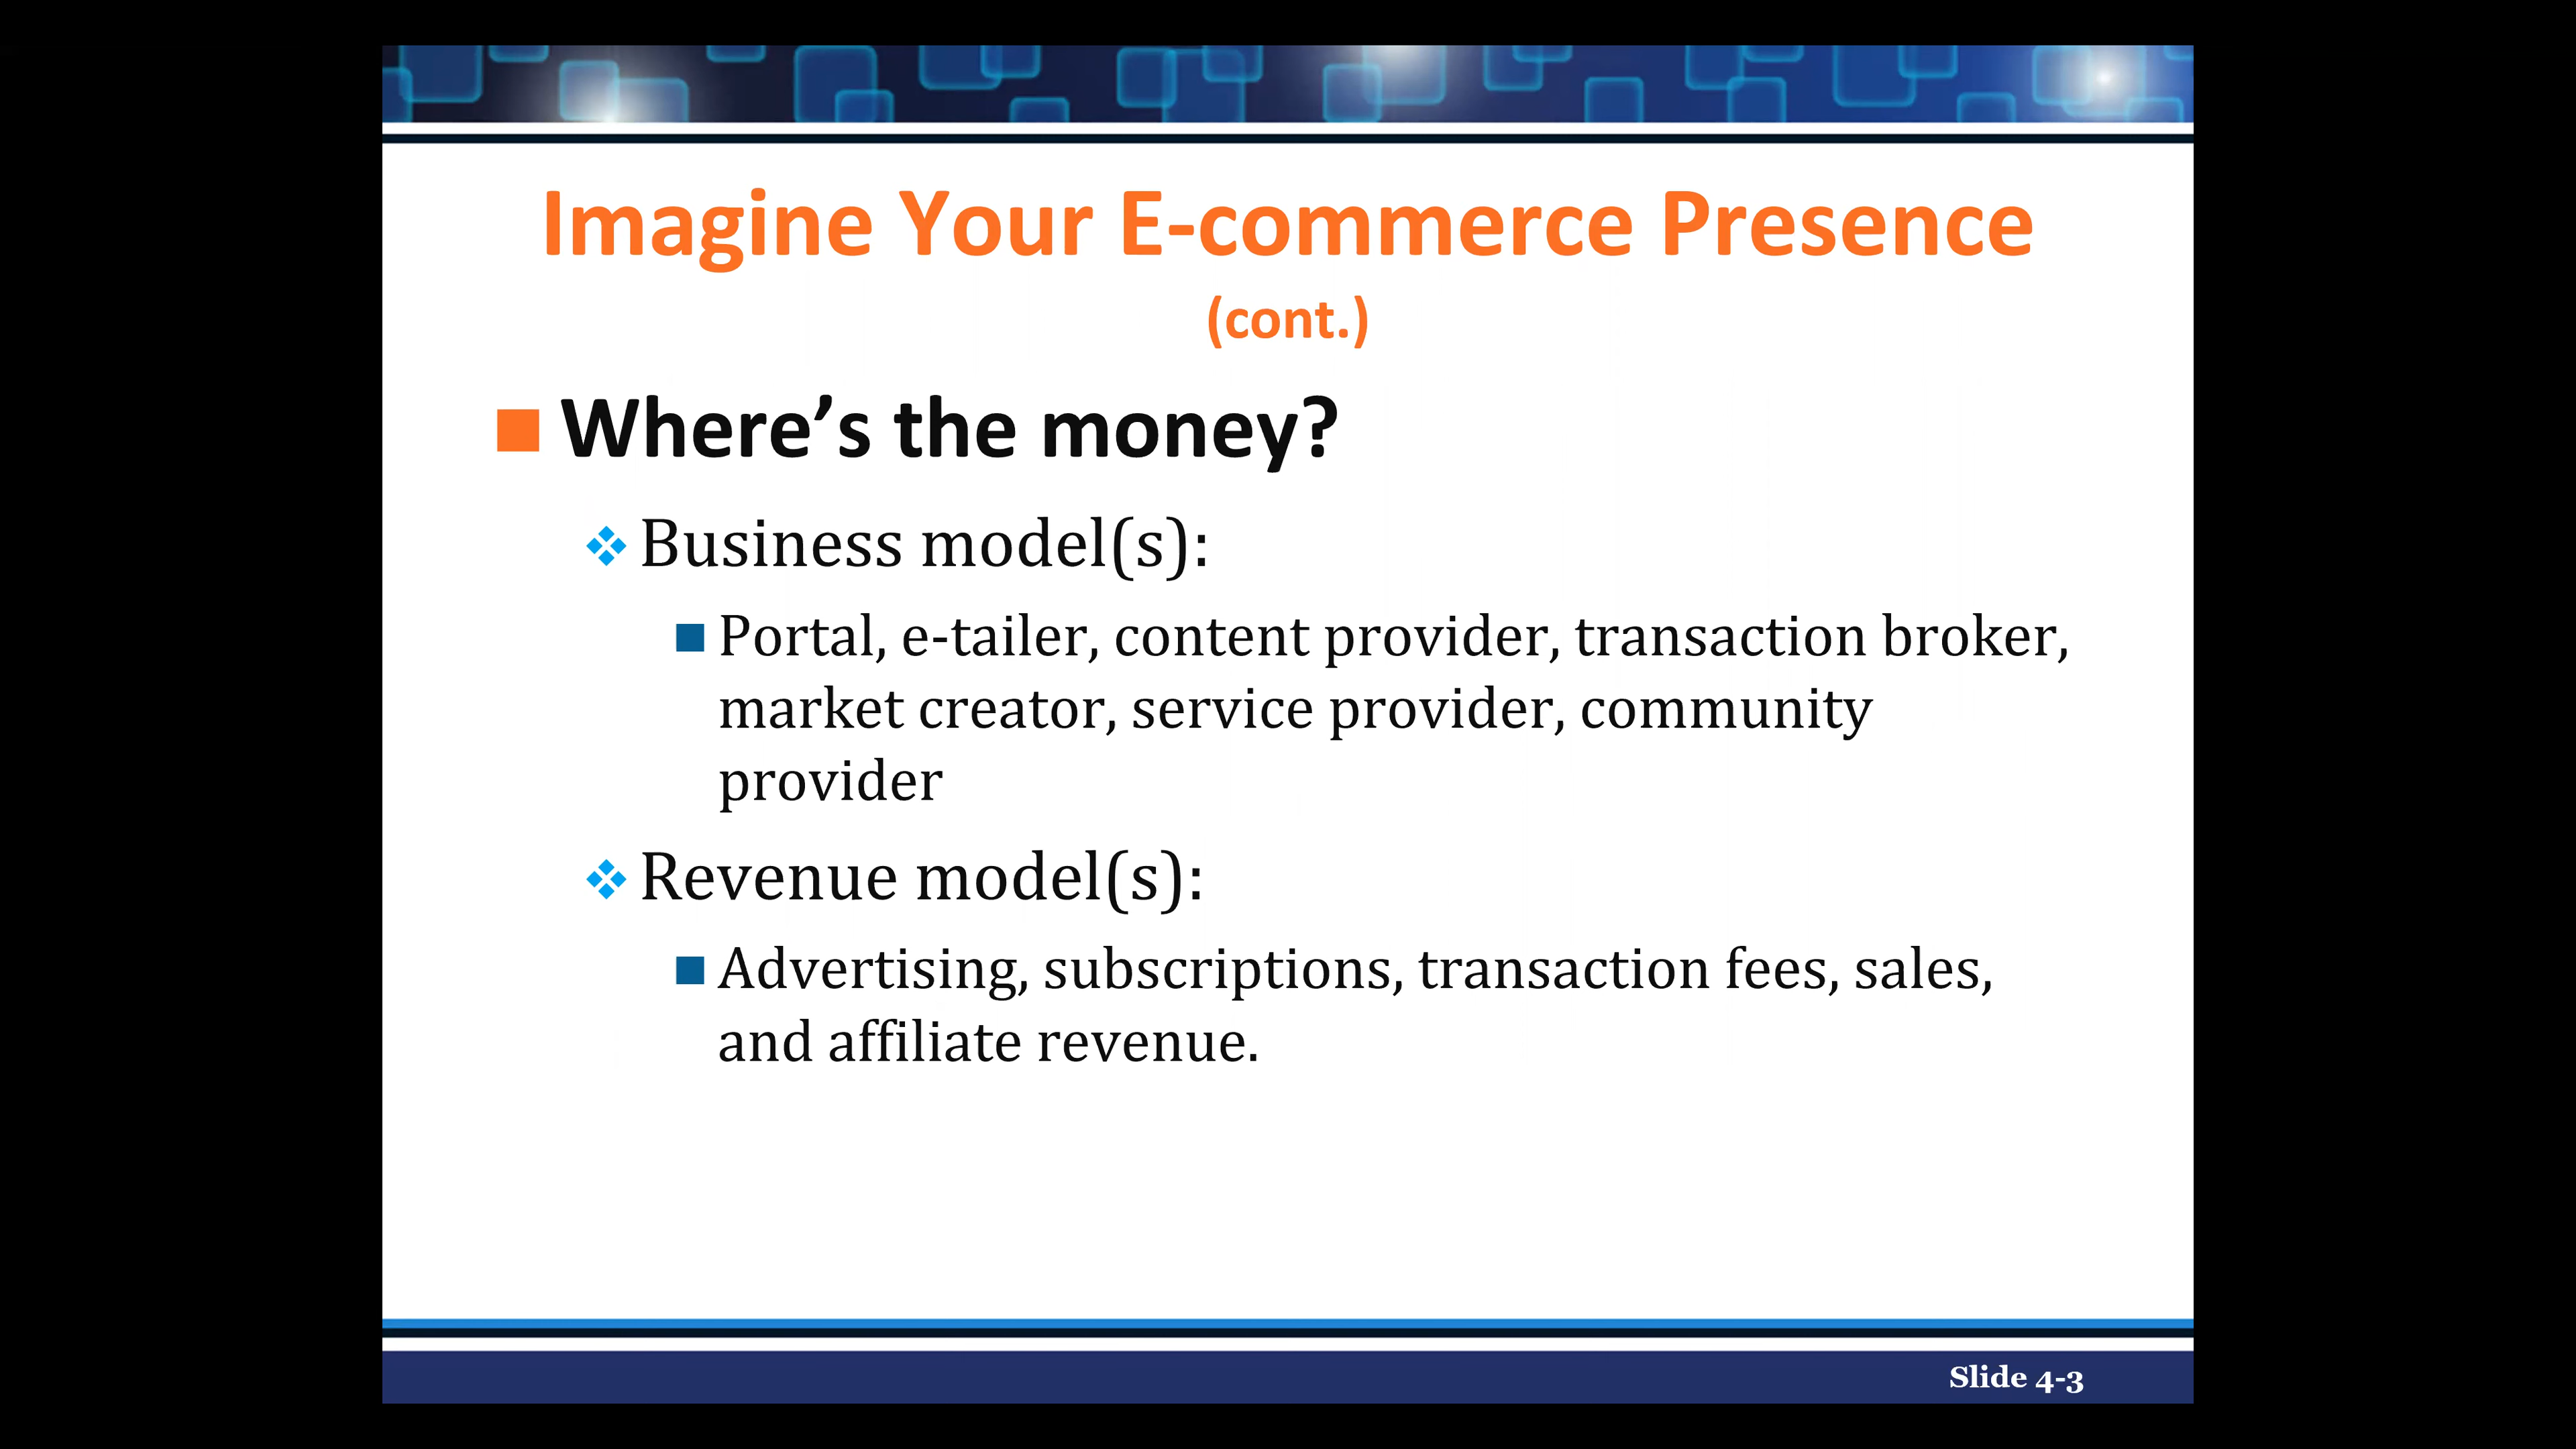 Imagine Your E-commerce Presence
(cont.)
Where’s the money?
Business model(s):
Portal, e-tailer, content provider, transaction broker,
market creator, service provider, community
provider
Revenue model(s):
Advertising, subscriptions, transaction fees, sales,
and affiliate revenue.
Slide 4-3